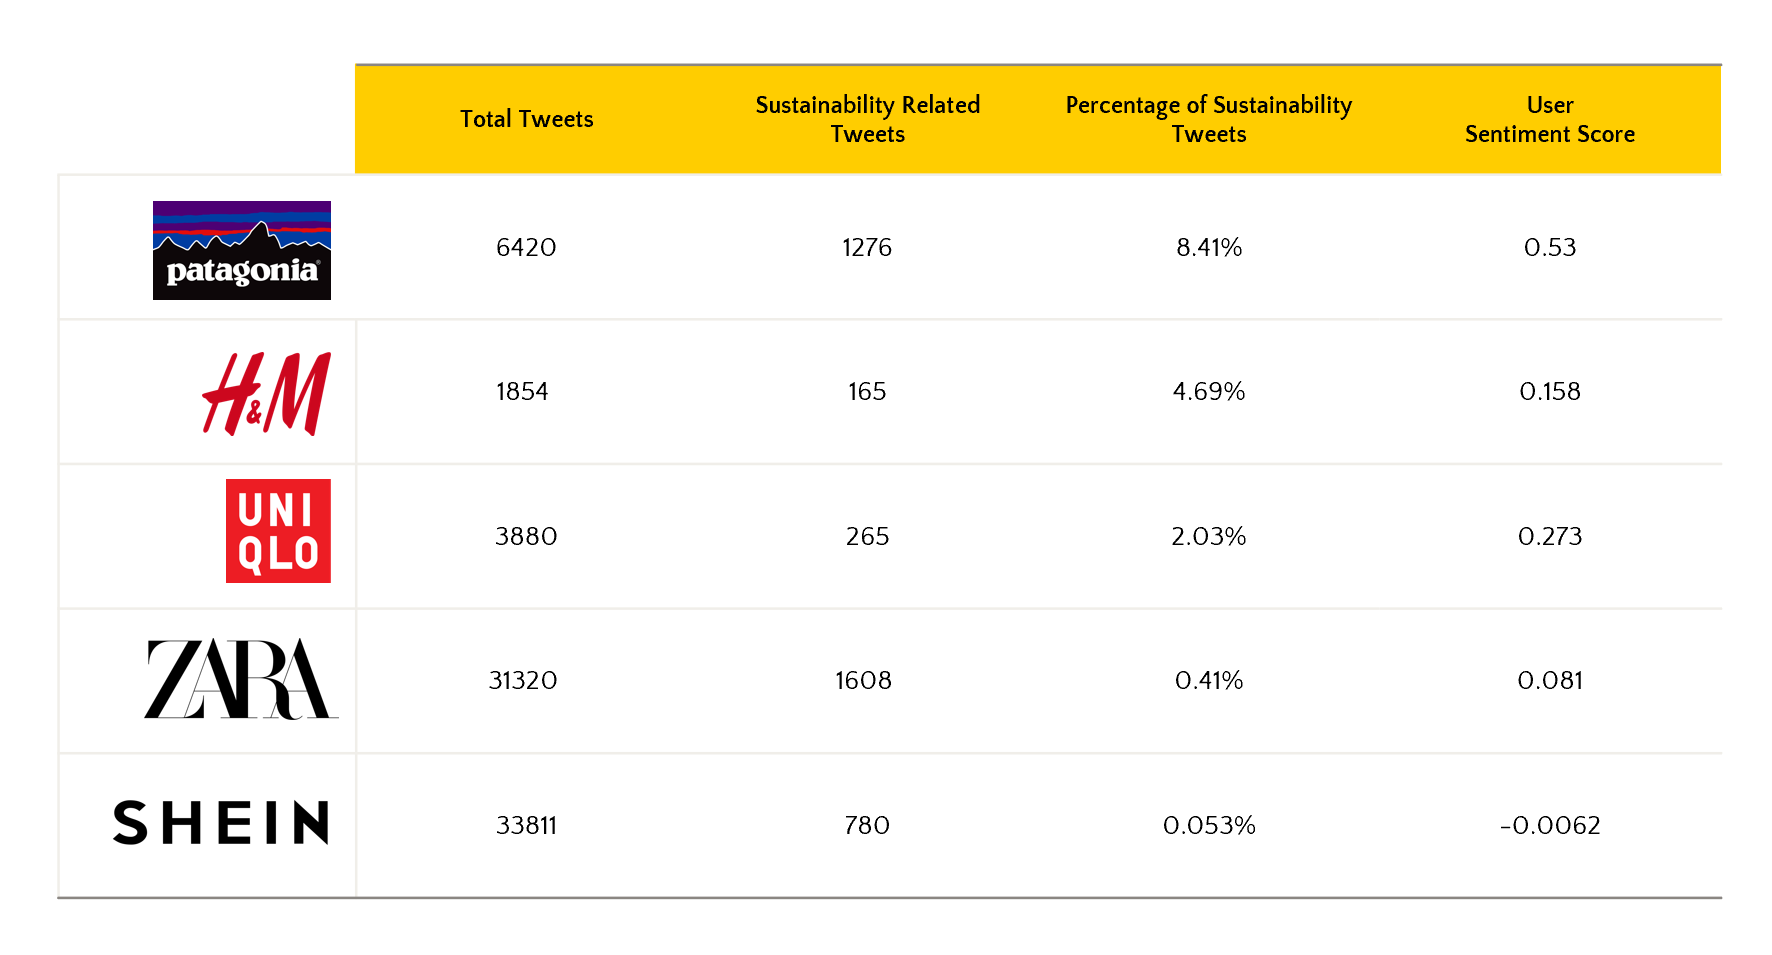 Total Tweets
Sustainability Related
Tweets
Percentage of Sustainability
Tweets
User
Sentiment Score
patagonia®
6420
1276
8.41%
0.53
H&M
1854
165
4.69%
0.158
UNI
QLO
3880
265
2.03%
0.273
ZARA
31320
1608
0.41%
0.081
SHEIN
33811
780
0.053%
-0.0062